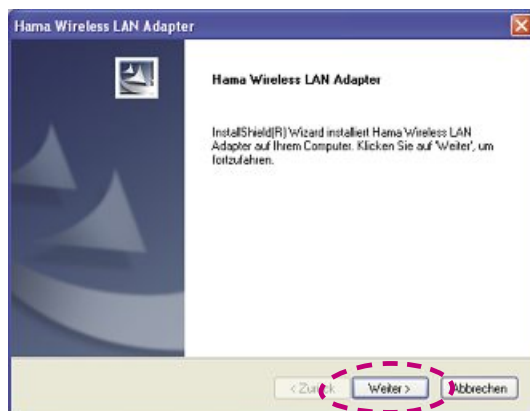 Hama Wireless LAN Adapter
Hama Wireless LAN Adapter
InstallShield(R) Wizard installiert Hama Wireless LAN
Adapter auf Ihrem Computer. Klicken Sie auf 'Weiter', um
fortzufahren.
< Zurück Weiter > Abbrechen